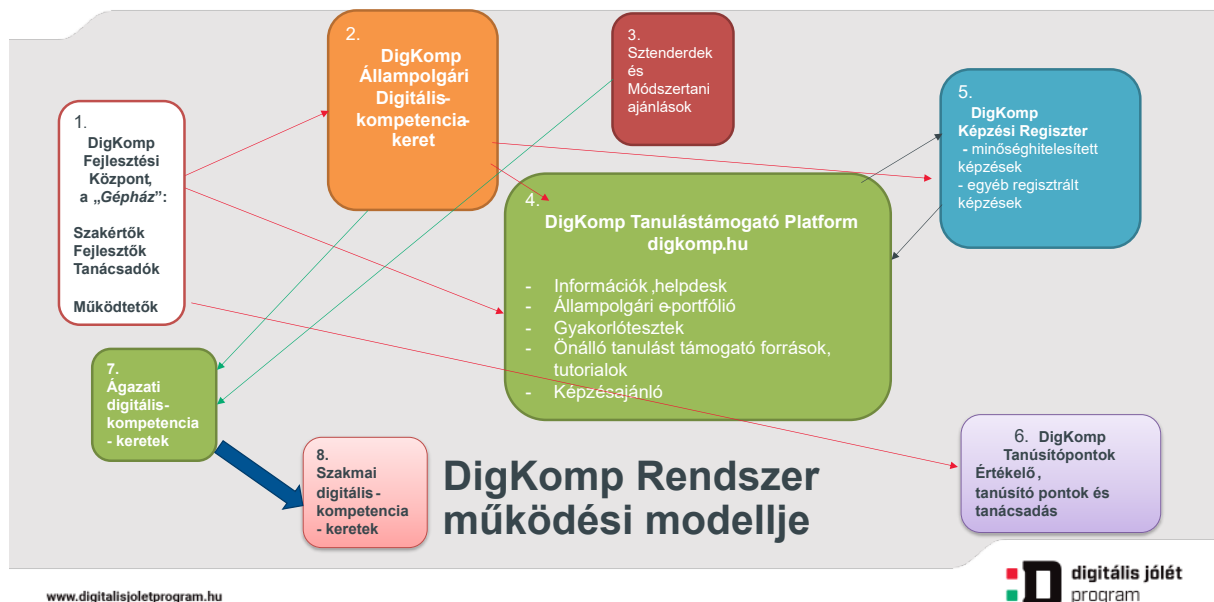 1.
DigKomp
Fejlesztési
Központ,
a „Gépház”:
Szakértők
Fejlesztők
Tanácsadók
Működtetők
2.
DigKomp
Állampolgári
Digitális-
kompetencia-
keret
3.
Sztenderdek
és
Módszertani
ajánlások
4.
DigKomp Tanulástámogató Platform
digkomp.hu
- Információk ,helpdesk
- Állampolgári e-portfólió
- Gyakorlótesztek
- Önálló tanulást támogató források,
tutorialok
- Képzésajánló
5.
DigKomp
Képzési Regiszter
- minőséghitelesített
képzések
- egyéb regisztrált
képzések
6. DigKomp
Tanúsítópontok
Értékelő ,
tanúsító pontok és
tanácsadás
7.
Ágazati
digitális-
kompetencia
- keretek
8.
Szakmai
digitális -
kompetencia
- keretek
DigKomp Rendszer
működési modellje
www.digitalisjoletprogram.hu
digitális jólét
program